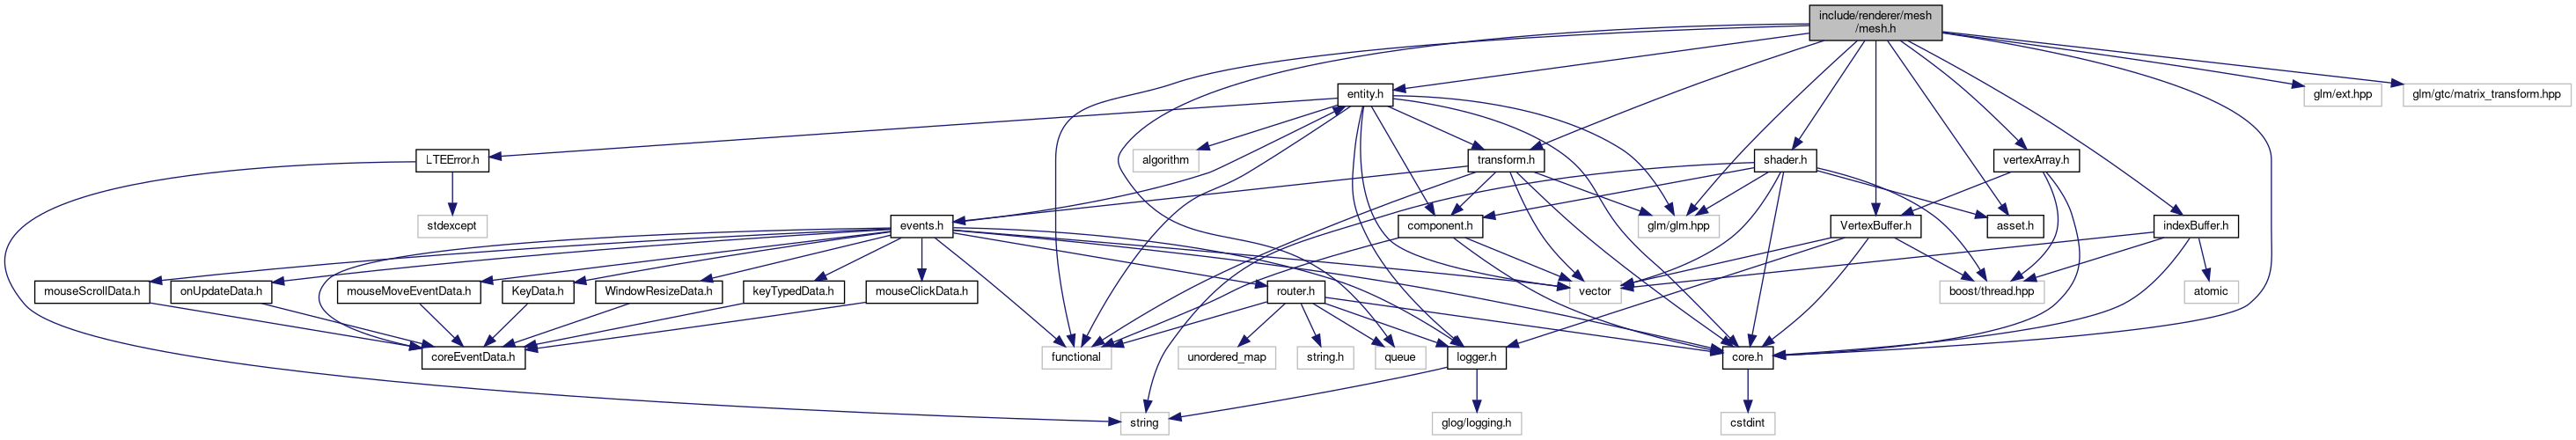 include/renderer/mesh
/mesh.h
entity.h
glm/ext.hpp
glm/gtc/matrix_transform.hpp
LTEError.h
algorithm
transform.h
shader.h
vertexArray.h
stdexcept
events.h
component.h
glm/glm.hpp
VertexBuffer.h
asset.h
indexBuffer.h
mouseScrollData.h
onUpdateData.h
mouseMoveEventData.h
KeyData.h
WindowResizeData.h
keyTypedData.h
mouseClickData.h
router.h
vector
boost/thread.hpp
atomic
coreEventData.h
functional
unordered_map
string.h
queue
logger.h
core.h
string
glog/logging.h
cstdint